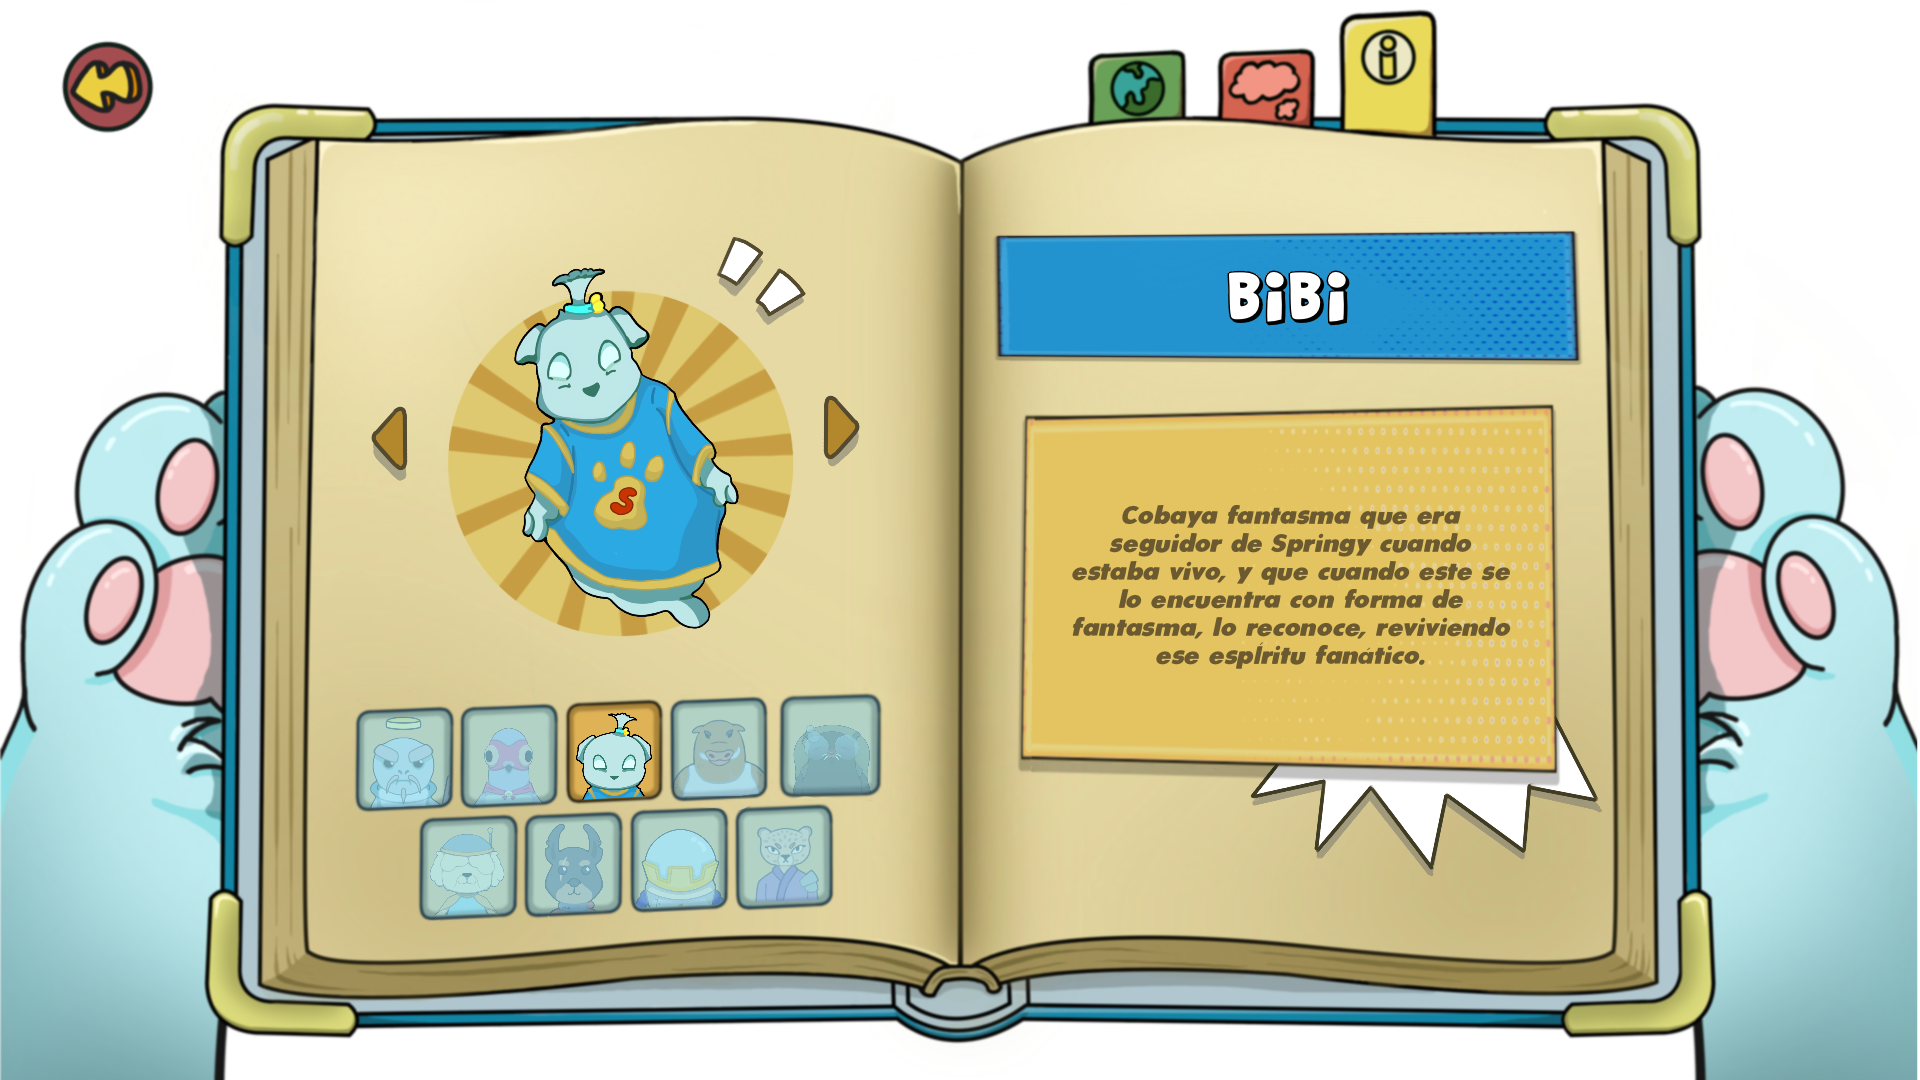 BiBi
S
Cobaya fantasma que era
seguidor de Springy cuando
estaba vivo, y que cuando este se
lo encuentra con forma de
fantasma, lo reconoce, reviviendo
ese espÍritu fanático.